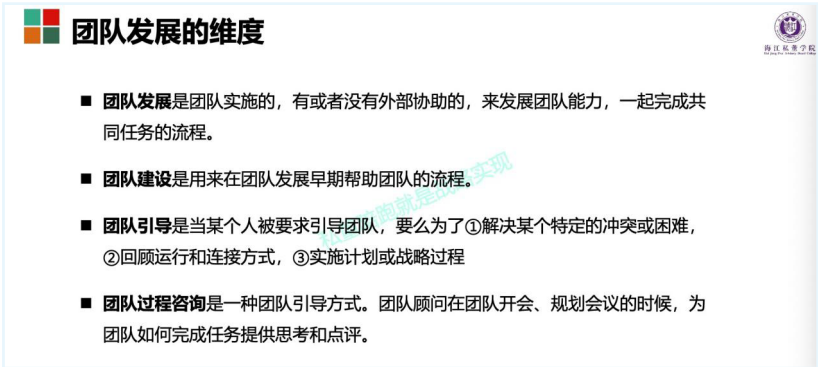 团队发展的维度
海江私董学院
■ 团队发展是团队实施的，有或者没有外部协助的，来发展团队能力，一起完成共
同任务的流程。
■ 团队建设是用来在团队发展早期帮助团队的流程。
■ 团队引导是当某个人被要求引导团队，要么为了①解决某个特定的冲突或困难，
②回顾运行和连接方式，③实施计划或战略过程
■ 团队过程咨询是一种团队引导方式。团队顾问在团队开会、规划会议的时候，为
团队如何完成任务提供思考和点评。